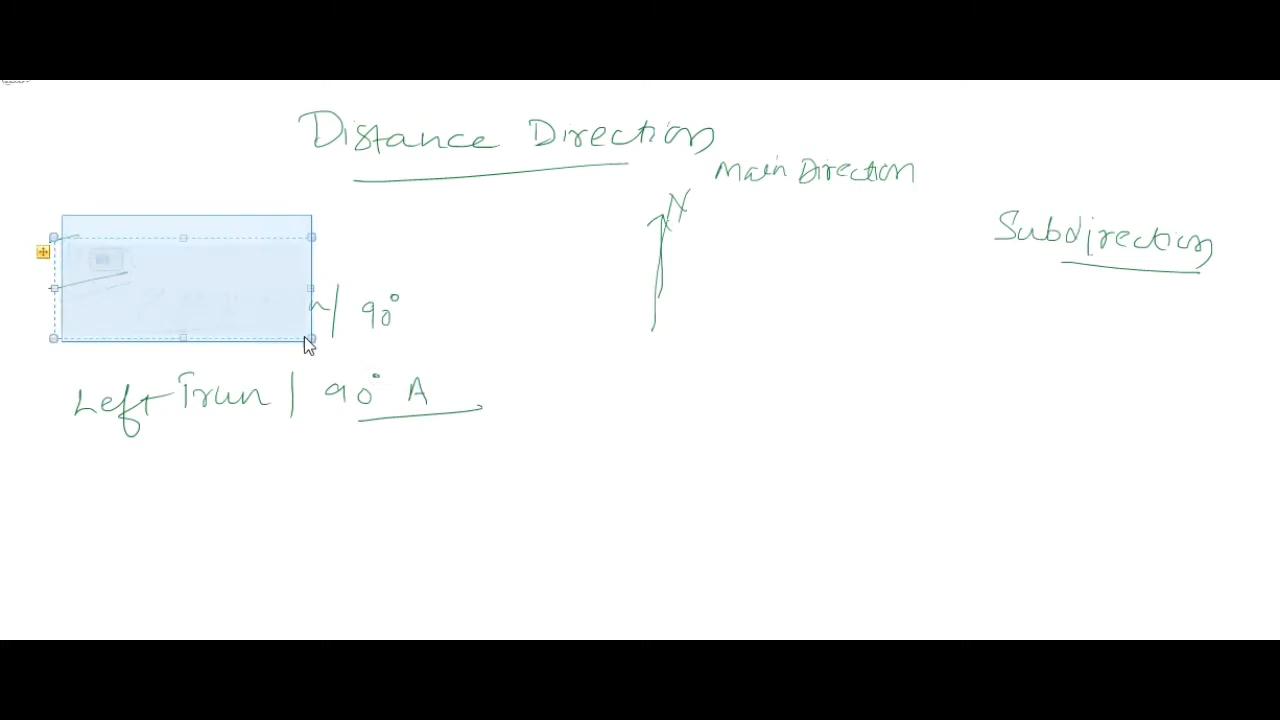 Distance Direction
Main Direction
N
Subdirection
/ 90°
Left Trun | 90° A